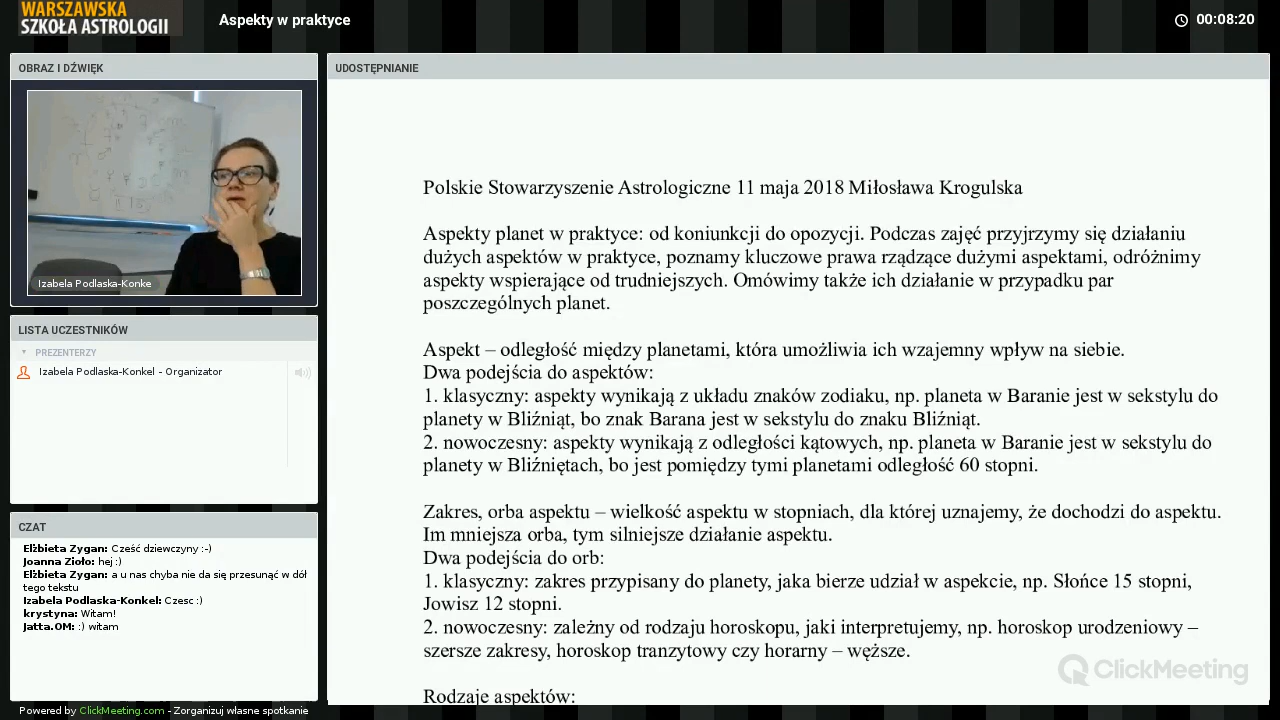 WARSZAWSKA
SZKOŁA ASTROLOGII
Aspekty w praktyce
00:08:20
OBRAZ I DŹWIĘK
Izabela Podlaska-Konke
LISTA UCZESTNIKÓW
PREZENTERZY
Izabela Podlaska-Konkel - Organizator
CZAT
Elżbieta Zygan: Cześć dziewczyny :-)
Joanna Zioło: hej :)
Elżbieta Zygan: a u nas chyba nie da się przesunąć w dół
tego tekstu
Izabela Podlaska-Konkel: Czesc :)
krystyna: Witam!
Jatta.OM: :) witam
Powered by ClickMeeting.com - Zorganizuj własne spotkanie
UDOSTĘPNIANIE
Polskie Stowarzyszenie Astrologiczne 11 maja 2018 Miłosława Krogulska
Aspekty planet w praktyce: od koniunkcji do opozycji. Podczas zajęć przyjrzymy się działaniu
dużych aspektów w praktyce, poznamy kluczowe prawa rządzące dużymi aspektami, odróżnimy
aspekty wspierające od trudniejszych. Omówimy także ich działanie w przypadku par
poszczególnych planet.
Aspekt – odległość między planetami, która umożliwia ich wzajemny wpływ na siebie.
Dwa podejścia do aspektów:
1. klasyczny: aspekty wynikają z układu znaków zodiaku, np. planeta w Baranie jest w sekstylu do
planety w Bliźniąt, bo znak Barana jest w sekstylu do znaku Bliźniąt.
2. nowoczesny: aspekty wynikają z odległości kątowych, np. planeta w Baranie jest w sekstylu do
planety w Bliźniętach, bo jest pomiędzy tymi planetami odległość 60 stopni.
Zakres, orba aspektu – wielkość aspektu w stopniach, dla której uznajemy, że dochodzi do aspektu.
Im mniejsza orba, tym silniejsze działanie aspektu.
Dwa podejścia do orb:
1. klasyczny: zakres przypisany do planety, jaka bierze udział w aspekcie, np. Słońce 15 stopni,
Jowisz 12 stopni.
2. nowoczesny: zależny od rodzaju horoskopu, jaki interpretujemy, np. horoskop urodzeniowy –
szersze zakresy, horoskop tranzytowy czy horarny – węższe.
Rodzaje aspektów:
ClickMeeting